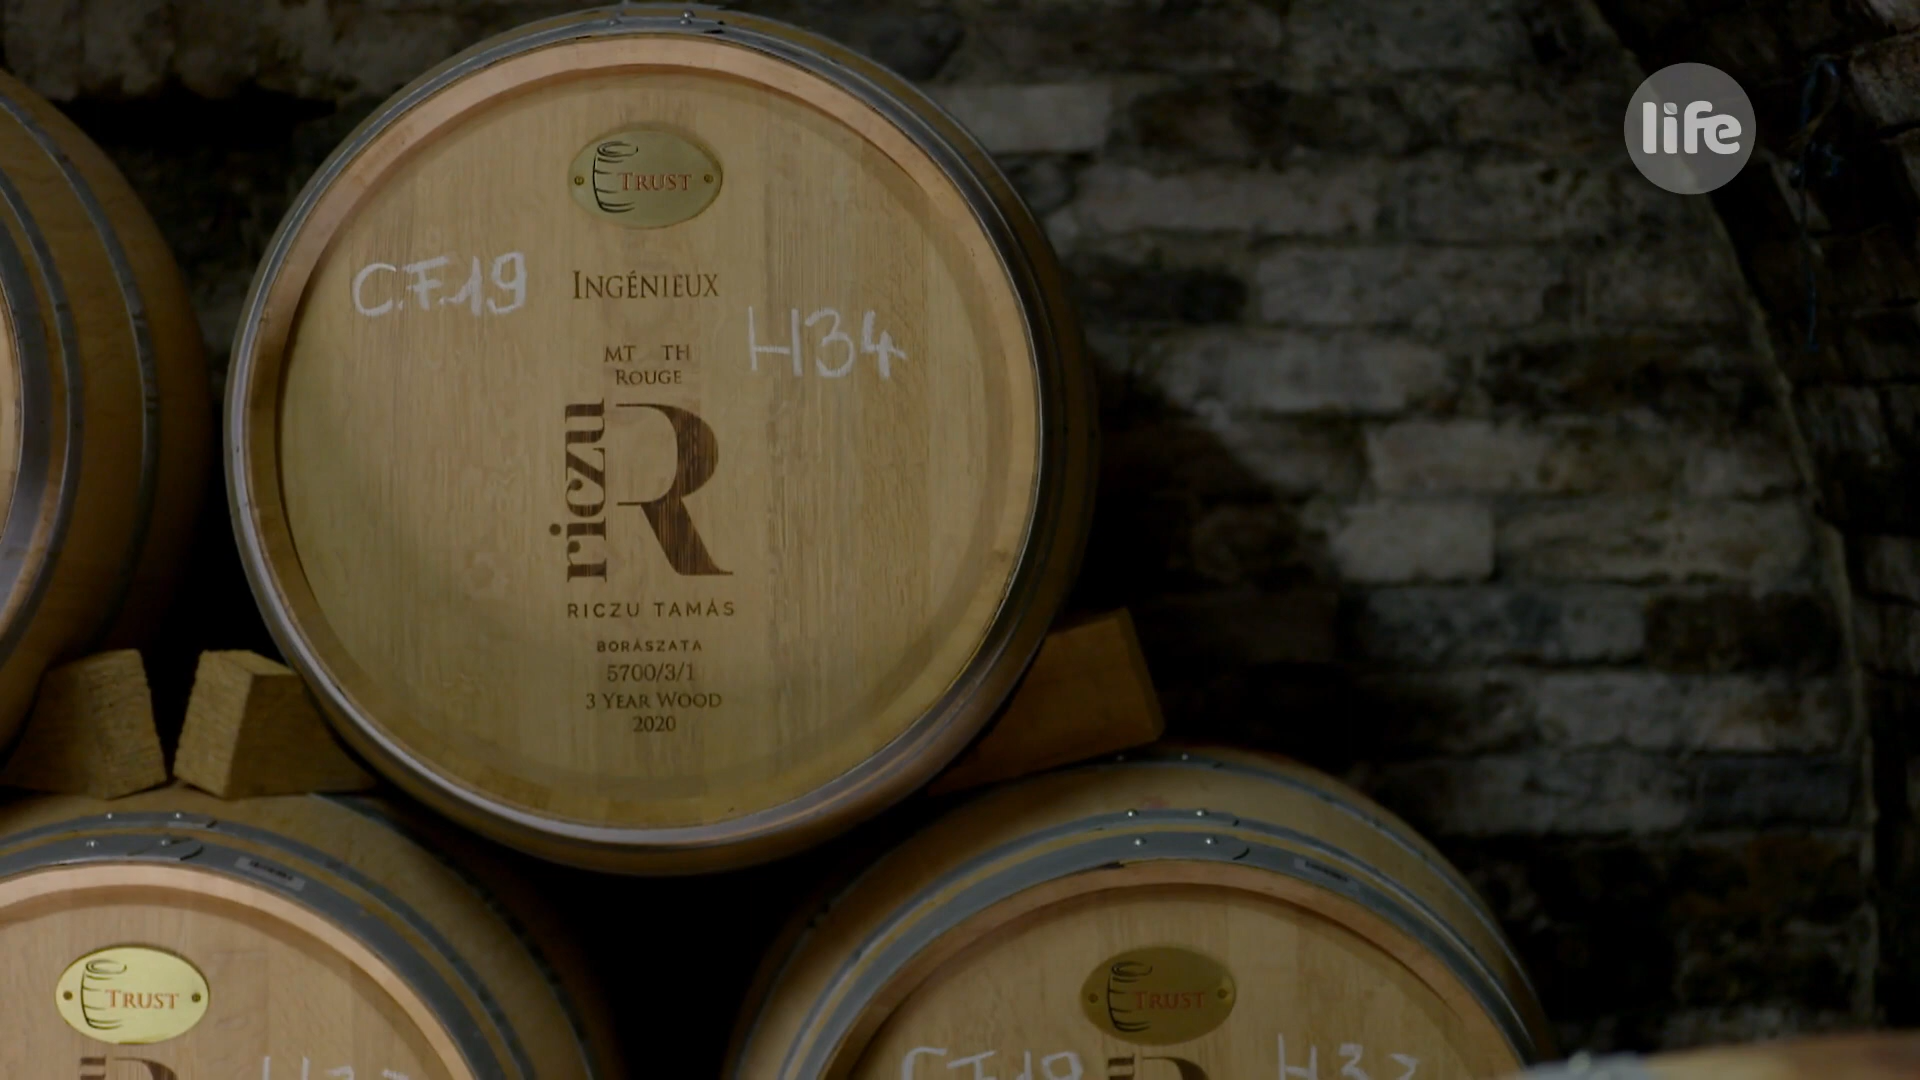 life
TRUST
C.F.19
INGÉNIEUX
H34
MT TH
ROUGE
riczu
R
RICZU TAMÁS
BORÁSZATA
5700/3/1
3 YEAR WOOD
2020
TRUST
TRUST